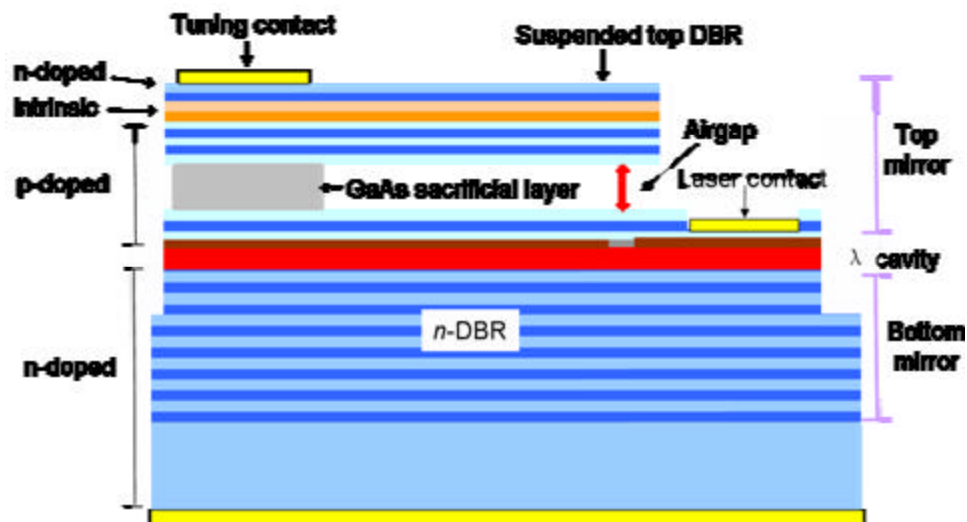 Tuning contact
Suspended top DBR
n-doped
Intrinsic
Airgap
Top
mirror
p-doped
GaAs sacrificial layer
Laser contact
λ cavity
n-DBR
Bottom
mirror
n-doped